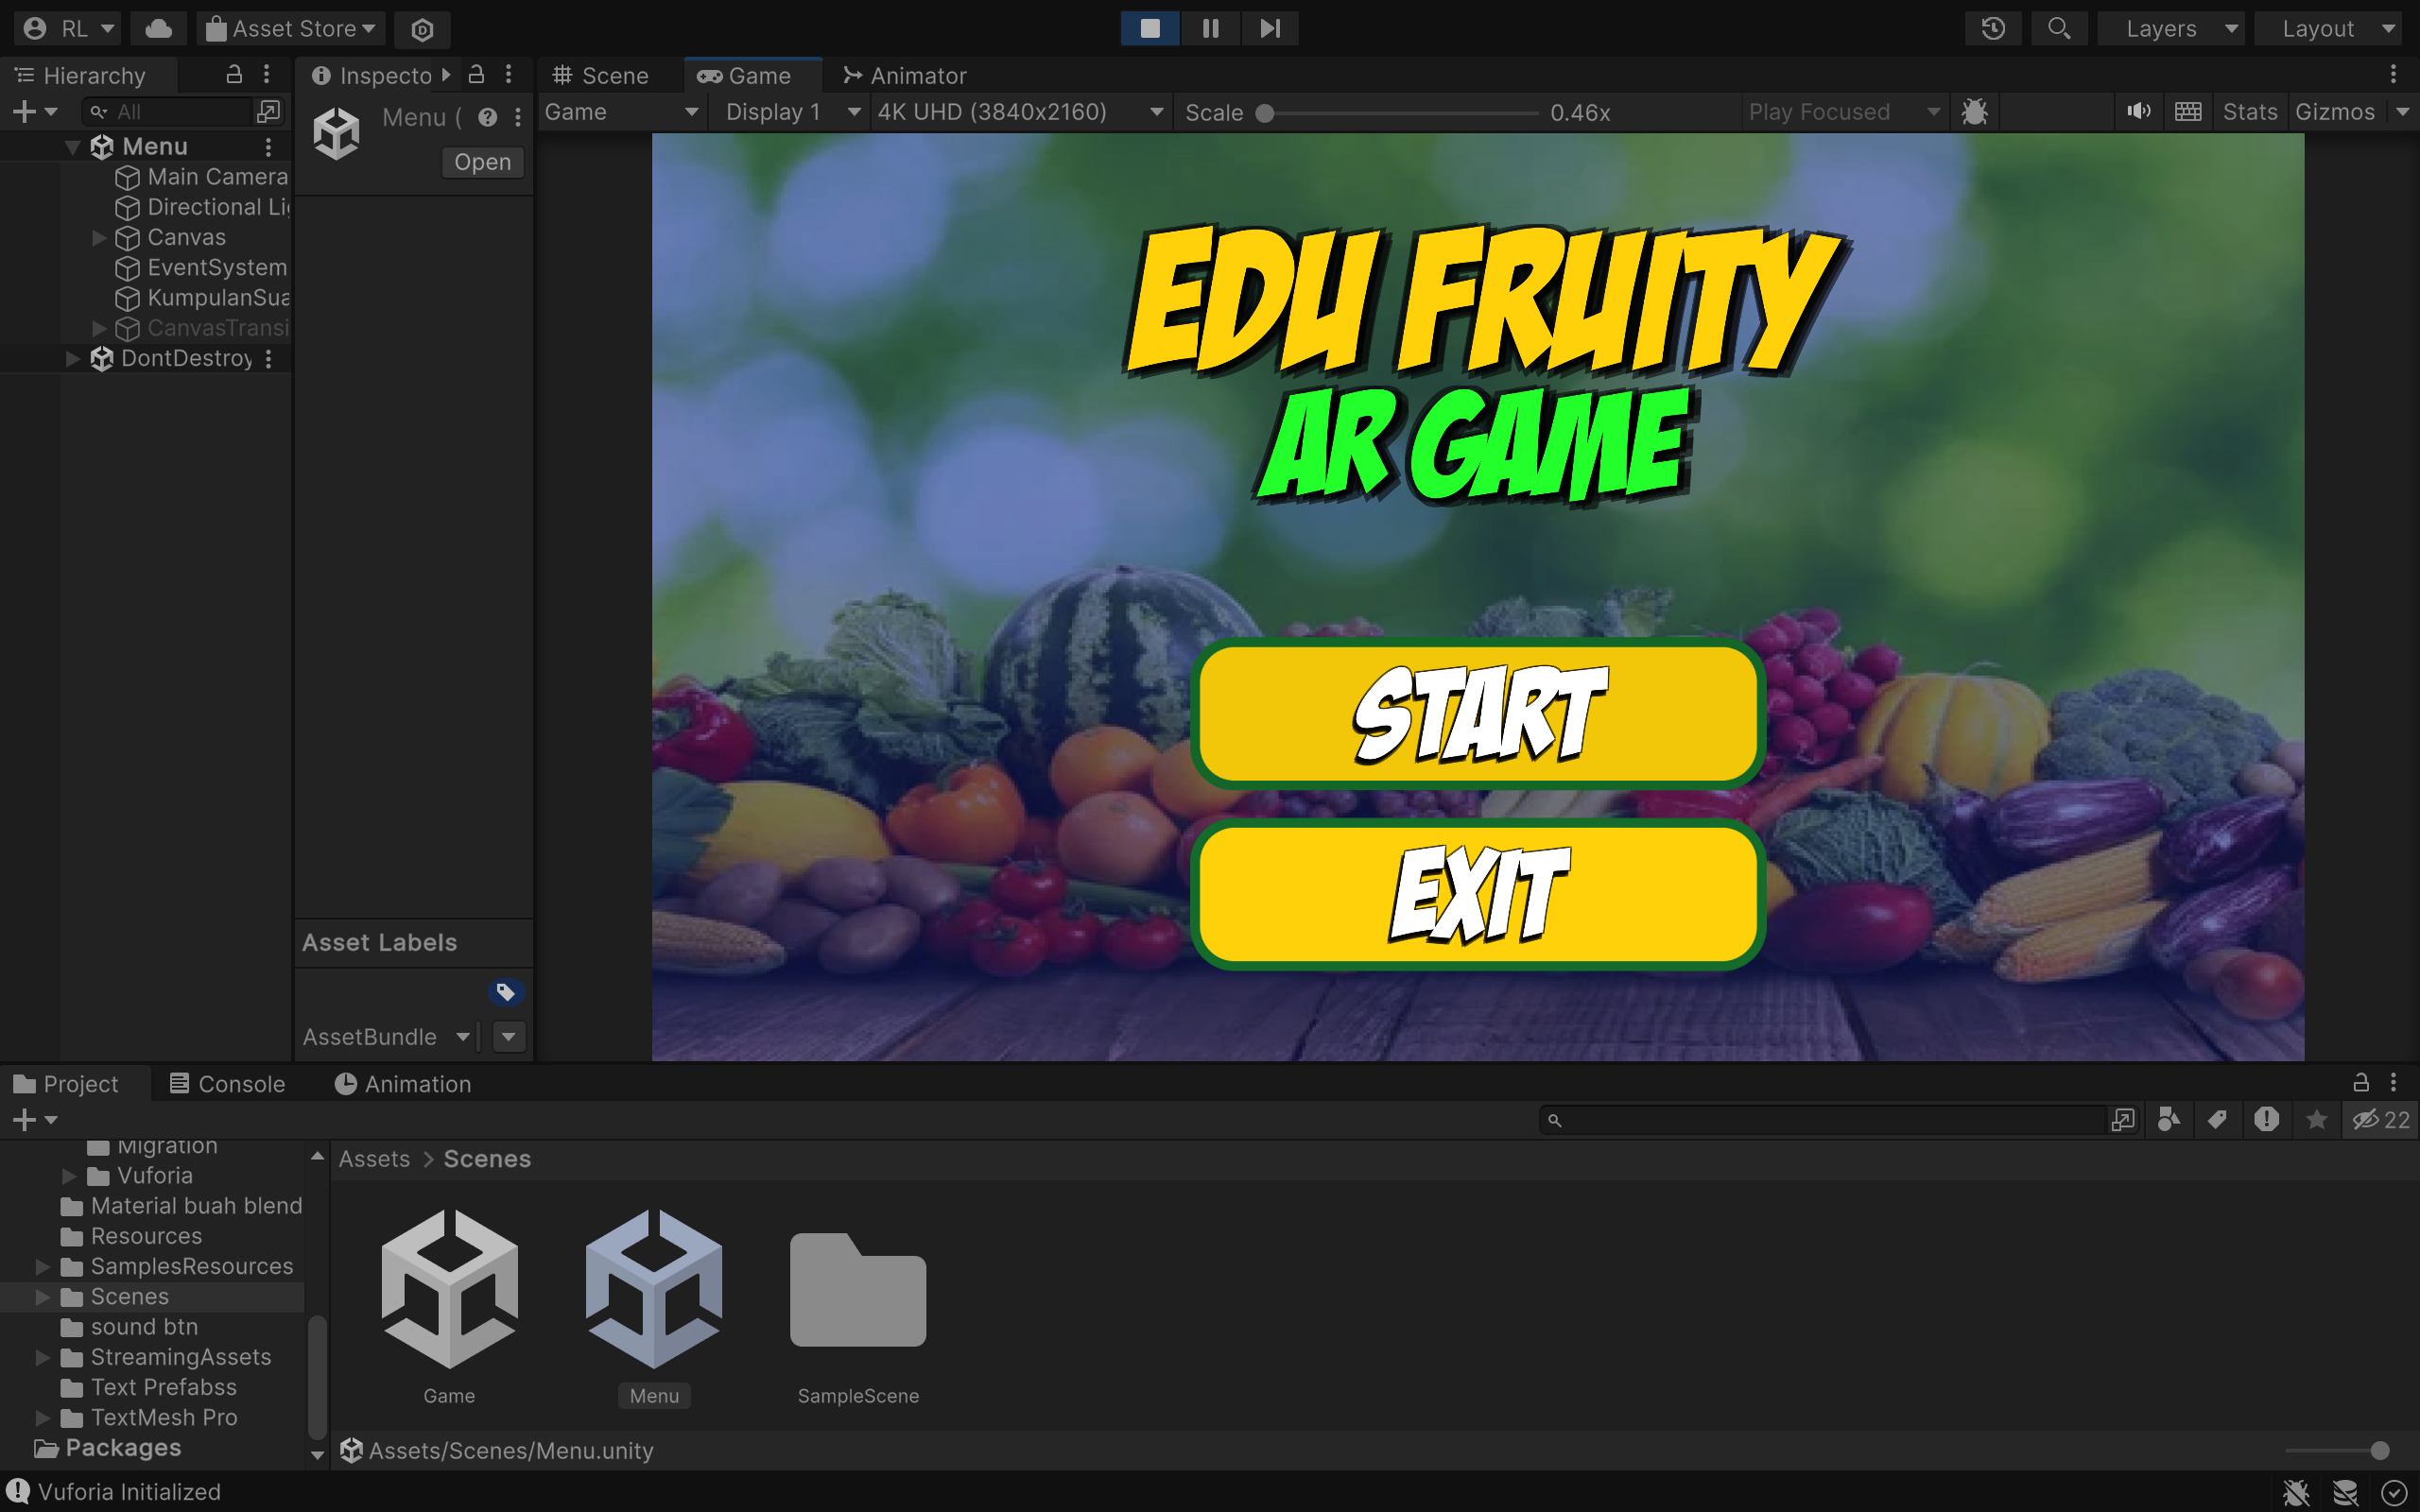 RL Asset Store Layers Layout
Hierarchy Inspecto Scene Game Animator
All Menu ( Game Display 1 4K UHD (3840x2160) Scale 0.46x Play Focused Stats Gizmos
Open
Menu
Main Camera
Directional Li
Canvas
EventSystem
KumpulanSua
CanvasTransi
DontDestroy
EDU FRUITY
AR GAME
START
EXIT
Asset Labels
AssetBundle
Project Console Animation
22
Migration
Vuforia
Material buah blend
Resources
SamplesResources
Scenes
sound btn
StreamingAssets
Text Prefabss
TextMesh Pro
Packages
Assets > Scenes
Game Menu SampleScene
Assets/Scenes/Menu.unity
Vuforia Initialized